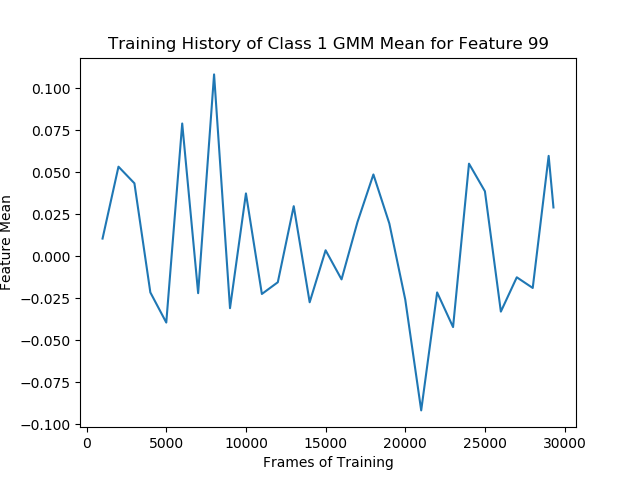 Training History of Class 1 GMM Mean for Feature 99
0.100
0.075
0.050
0.025
0.000
−0.025
−0.050
−0.075
−0.100
Feature Mean
0 5000 10000 15000 20000 25000 30000
Frames of Training